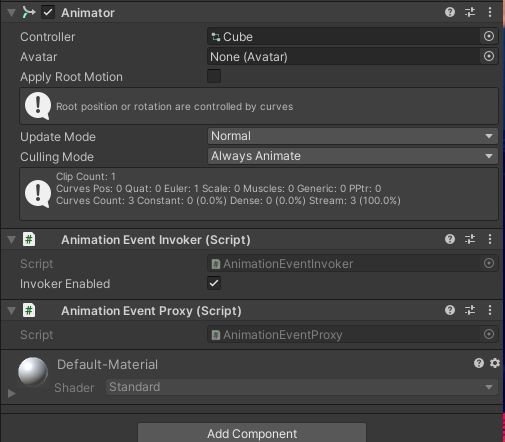 Animator
Controller Cube
Avatar None (Avatar)
Apply Root Motion
Root position or rotation are controlled by curves
Update Mode Normal
Culling Mode Always Animate
Clip Count: 1
Curves Pos: 0 Quat: 0 Euler: 1 Scale: 0 Muscles: 0 Generic: 0 PPtr: 0
Curves Count: 3 Constant: 0 (0.0%) Dense: 0 (0.0%) Stream: 3 (100.0%)
Animation Event Invoker (Script)
Script AnimationEventInvoker
Invoker Enabled
Animation Event Proxy (Script)
Script AnimationEventProxy
Default-Material
Shader Standard
Add Component